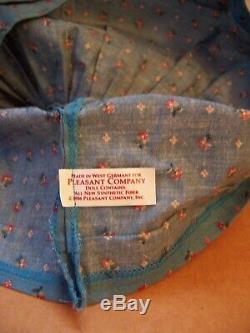 MADE IN WEST GERMANY FOR
PLEASANT COMPANY
DOLL CONTAINS
ALL NEW SYNTHETIC FIBER
©1986 PLEASANT COMPANY, INC.